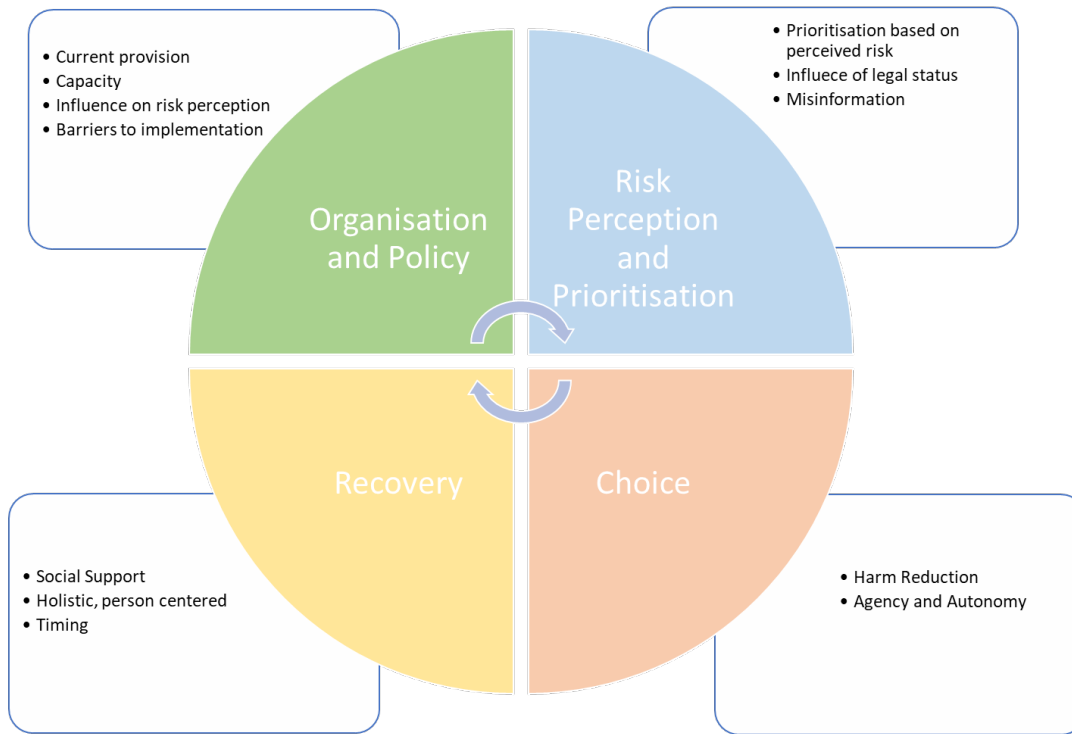 • Current provision
• Capacity
• Influence on risk perception
• Barriers to implementation
• Prioritisation based on
perceived risk
• Influece of legal status
• Misinformation
Organisation
and Policy
Risk
Perception
and
Prioritisation
Recovery
Choice
• Social Support
• Holistic, person centered
• Timing
• Harm Reduction
• Agency and Autonomy